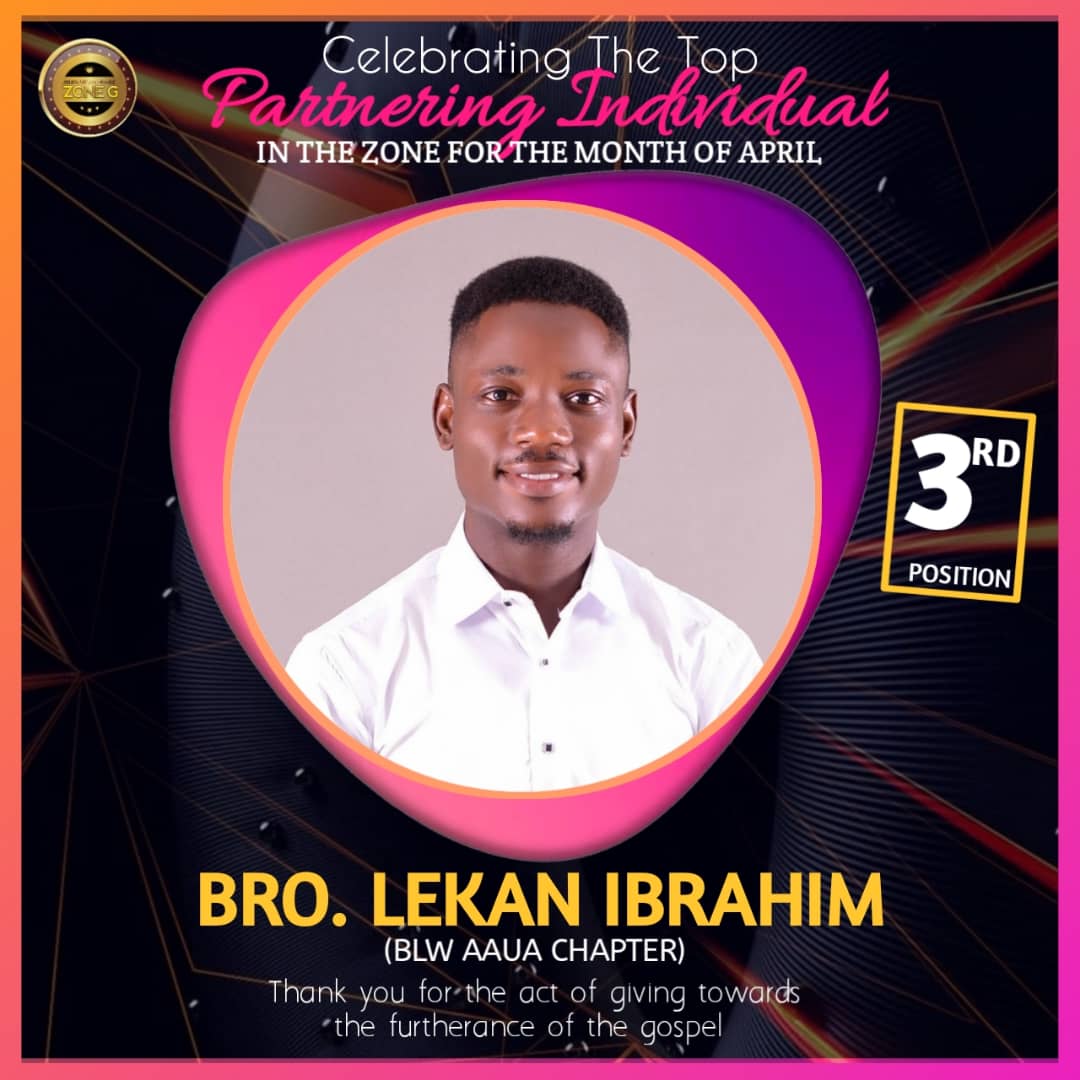 ZONE G
Celebrating The Top
Partnering Individual
IN THE ZONE FOR THE MONTH OF APRIL
3RD
POSITION
BRO. LEKAN IBRAHIM
(BLW AAUA CHAPTER)
Thank you for the act of giving towards
the furtherance of the gospel